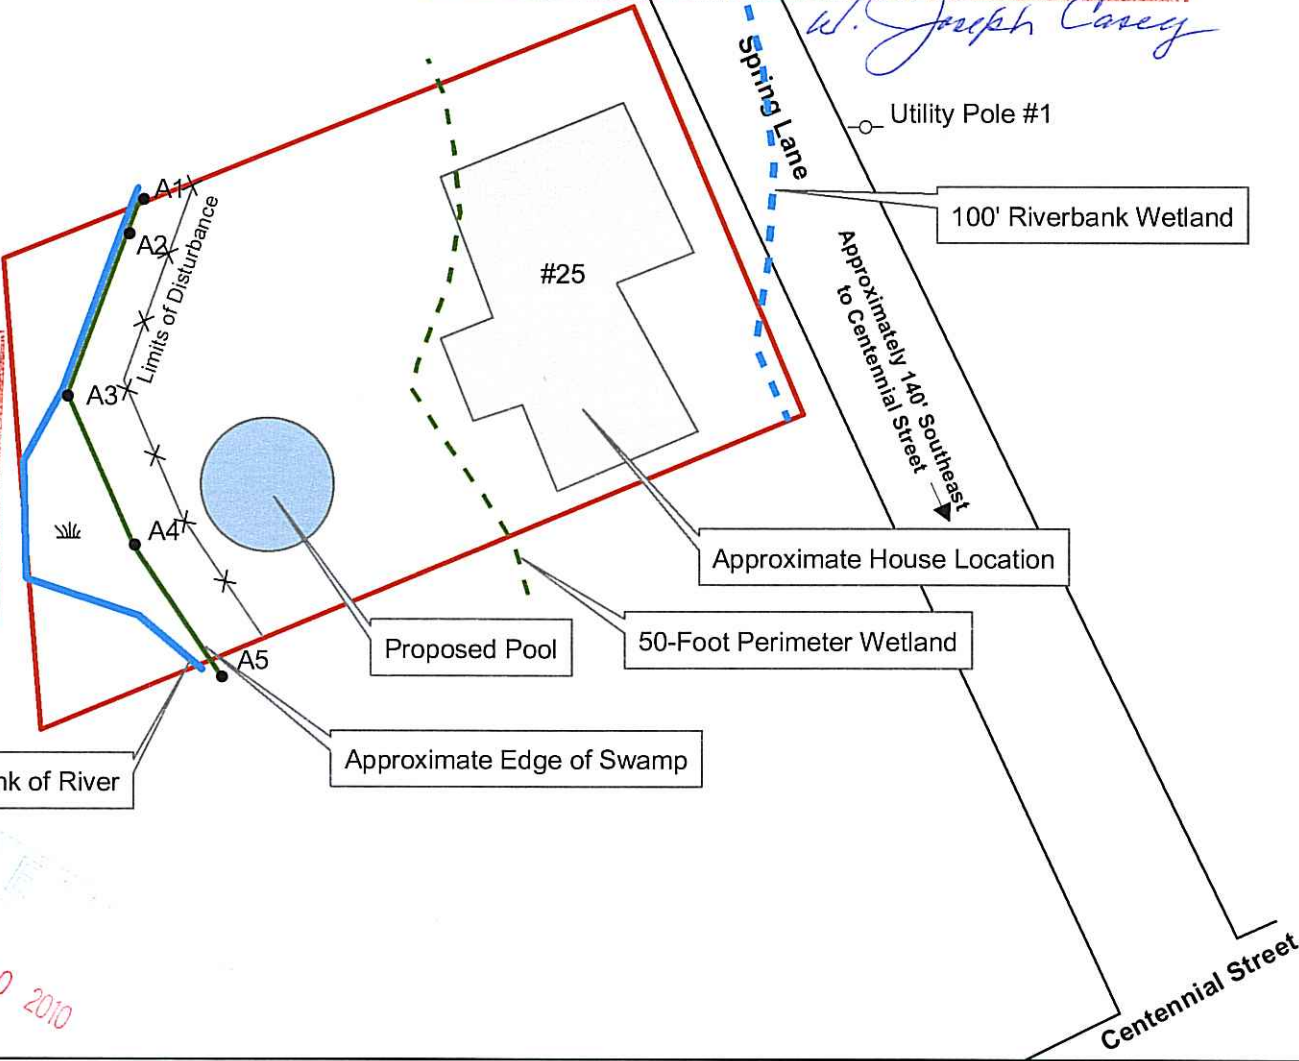 W. Joseph Casey
Spring Lane
Utility Pole #1
A1
100' Riverbank Wetland
A2
Limits of Disturbance
#25
Approximately 140' Southeast
to Centennial Street
A3
A4
Approximate House Location
50-Foot Perimeter Wetland
Proposed Pool
A5
Approximate Edge of Swamp
nk of River
Centennial Street
0 2010